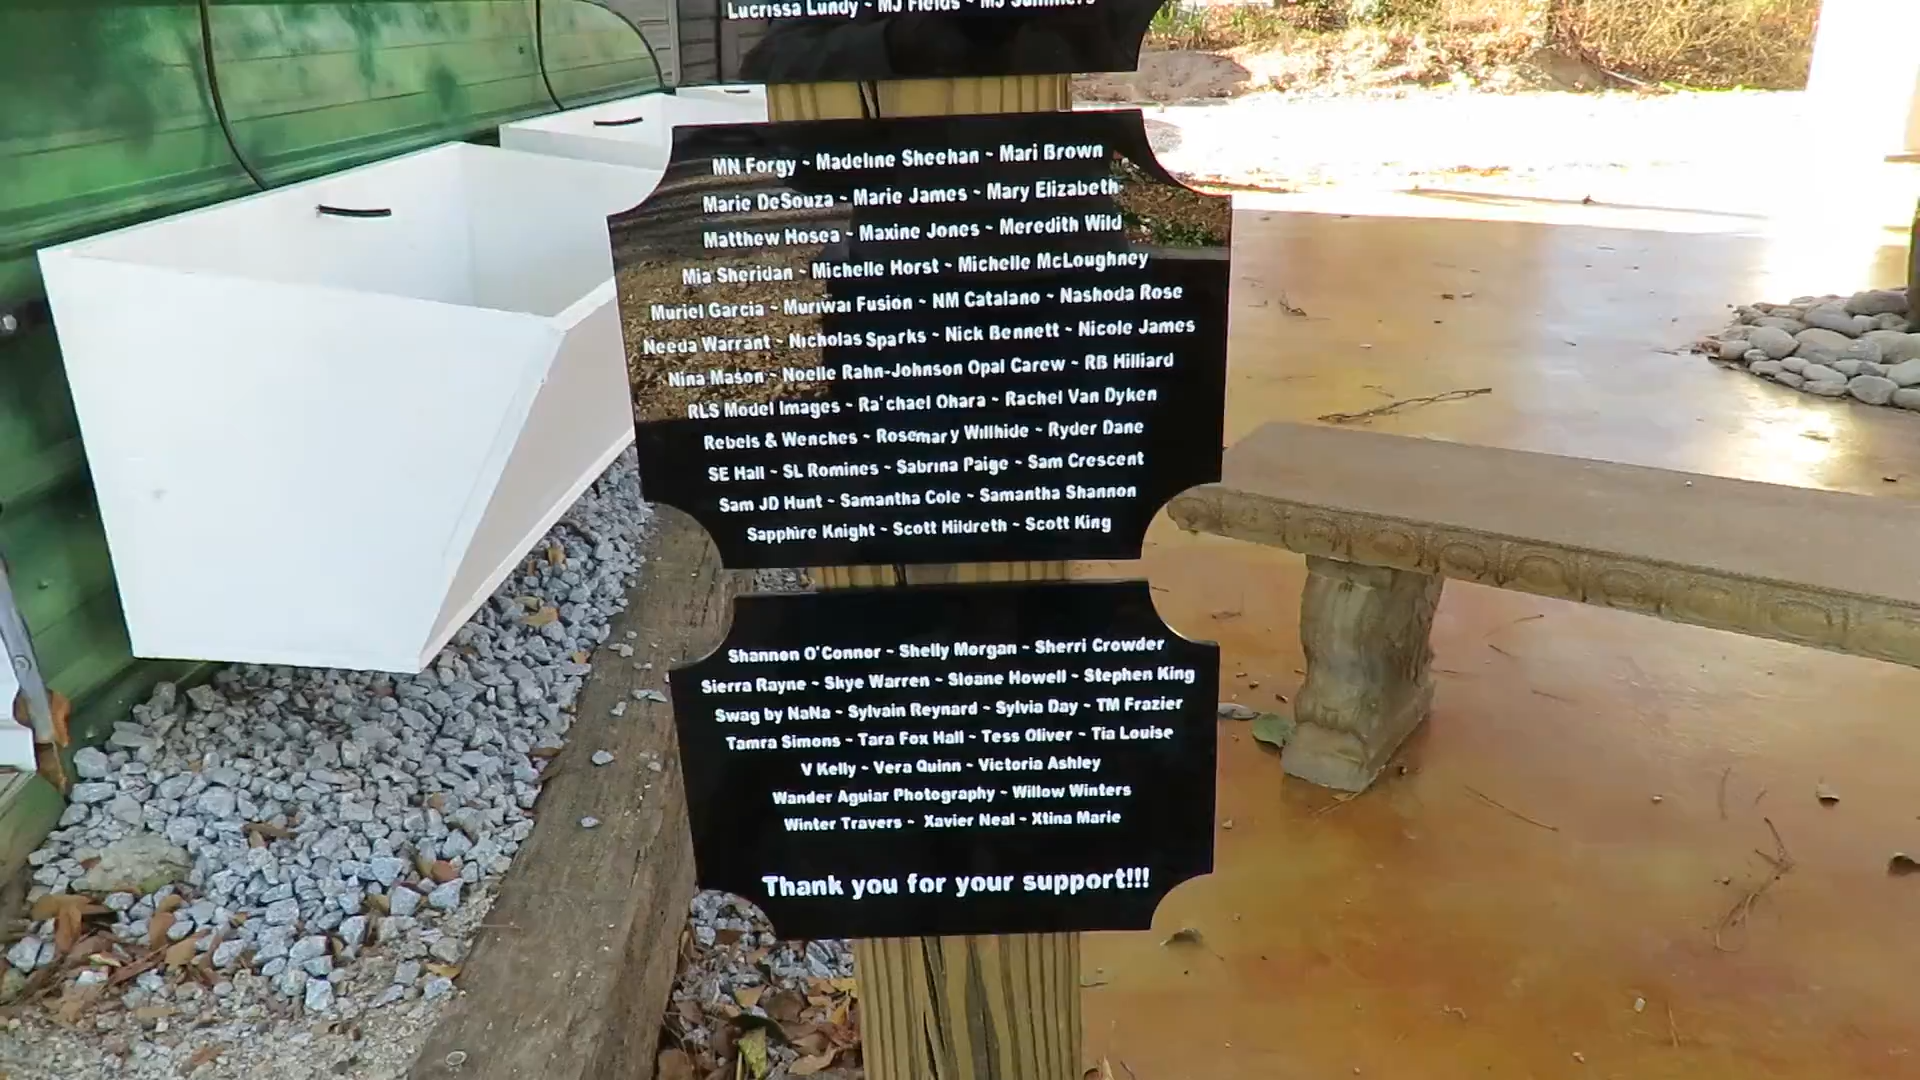 Lucrissa Lundy ~ MJ Fields ~ MJ Summers
MN Forgy ~ Madeline Sheehan ~ Mari Brown
Marie DeSouza ~ Marie James ~ Mary Elizabeth
Matthew Hosea ~ Maxine Jones ~ Meredith Wild
Mia Sheridan ~ Michelle Horst ~ Michelle McLoughney
Muriel Garcia ~ Muriwai Fusion ~ NM Catalano ~ Nashoda Rose
Needa Warrant ~ Nicholas Sparks ~ Nick Bennett ~ Nicole James
Nina Mason ~ Noelle Rahn-Johnson Opal Carew ~ RB Hilliard
RLS Model Images ~ Ra'chael Ohara ~ Rachel Van Dyken
Rebels & Wenches ~ Rosemary Willhide ~ Ryder Dane
SE Hall ~ SL Romines ~ Sabrina Paige ~ Sam Crescent
Sam JD Hunt ~ Samantha Cole ~ Samantha Shannon
Sapphire Knight ~ Scott Hildreth ~ Scott King
Shannon O'Connor ~ Shelly Morgan ~ Sherri Crowder
Sierra Rayne ~ Skye Warren ~ Sloane Howell ~ Stephen King
Swag by NaNa ~ Sylvain Reynard ~ Sylvia Day ~ TM Frazier
Tamra Simons ~ Tara Fox Hall ~ Tess Oliver ~ Tia Louise
V Kelly ~ Vera Quinn ~ Victoria Ashley
Wander Aguiar Photography ~ Willow Winters
Winter Travers ~ Xavier Neal ~ Xtina Marie
Thank you for your support!!!